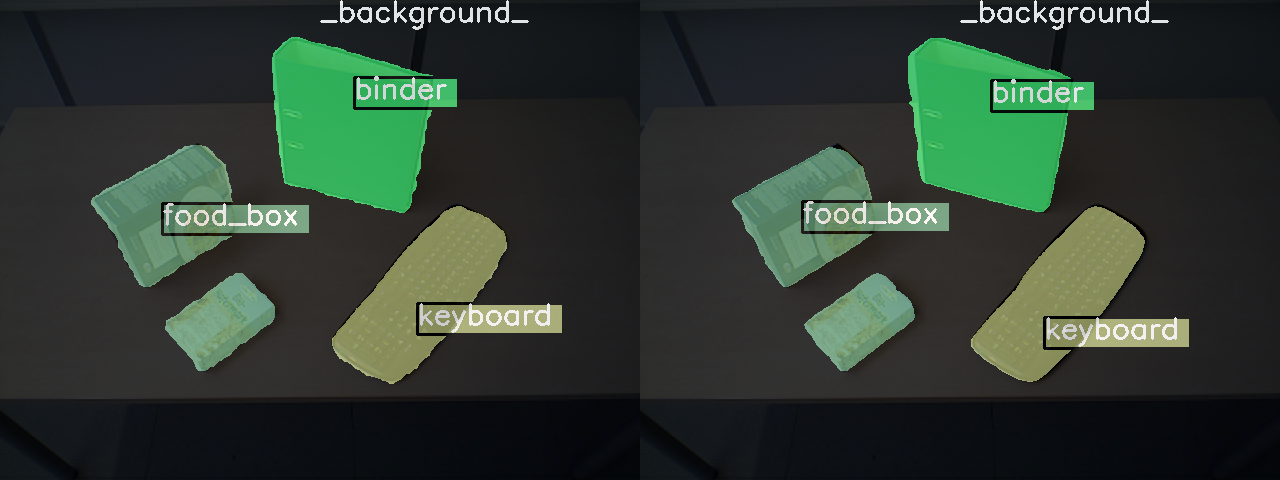 _background_
_background_
binder
binder
food_box
food_box
keyboard
keyboard